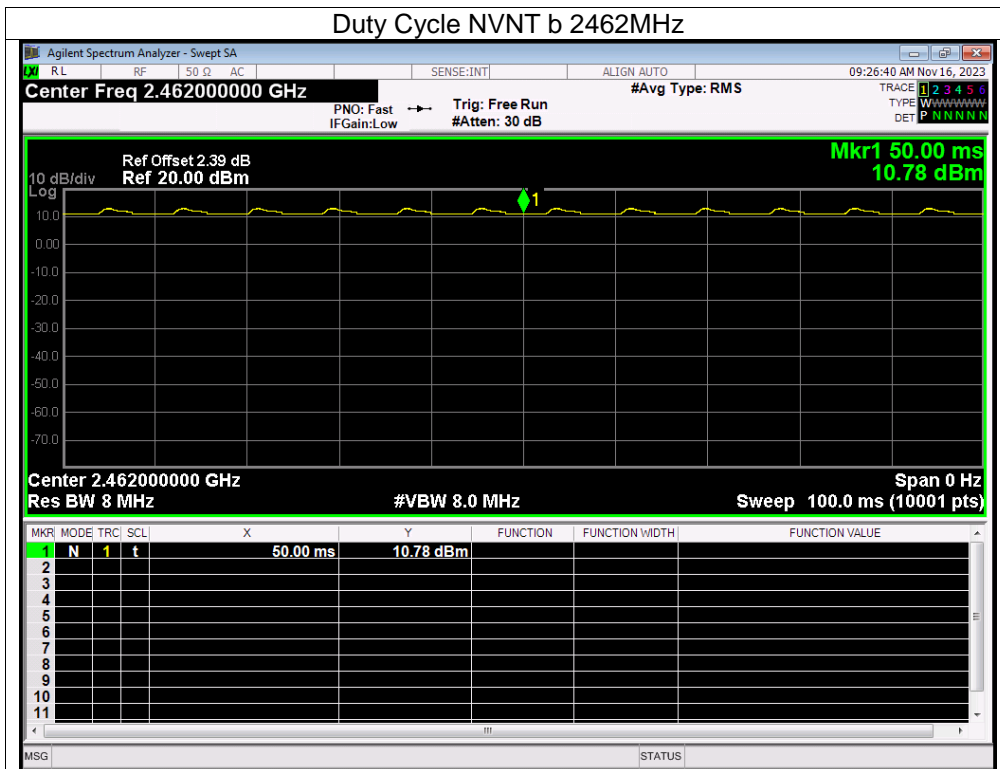 Duty Cycle NVNT b 2462MHz
Agilent Spectrum Analyzer - Swept SA
LXI RL RF 50 Ω AC SENSE:INT ALIGN AUTO 09:26:40 AM Nov 16, 2023
Center Freq 2.462000000 GHz #Avg Type: RMS TRACE 1 2 3 4 5 6
PNO: Fast Trig: Free Run TYPE WWWWWWW
IFGain:Low #Atten: 30 dB DET P N N N N N
Mkr1 50.00 ms
10.78 dBm
Ref Offset 2.39 dB
10 dB/div Ref 20.00 dBm
Log
1
10.0
0.00
-10.0
-20.0
-30.0
-40.0
-50.0
-60.0
-70.0
Center 2.462000000 GHz Span 0 Hz
Res BW 8 MHz #VBW 8.0 MHz Sweep 100.0 ms (10001 pts)
MKR MODE TRC SCL X Y FUNCTION FUNCTION WIDTH FUNCTION VALUE
1 N 1 t 50.00 ms 10.78 dBm
2
3
4
5
6
7
8
9
10
11
MSG STATUS